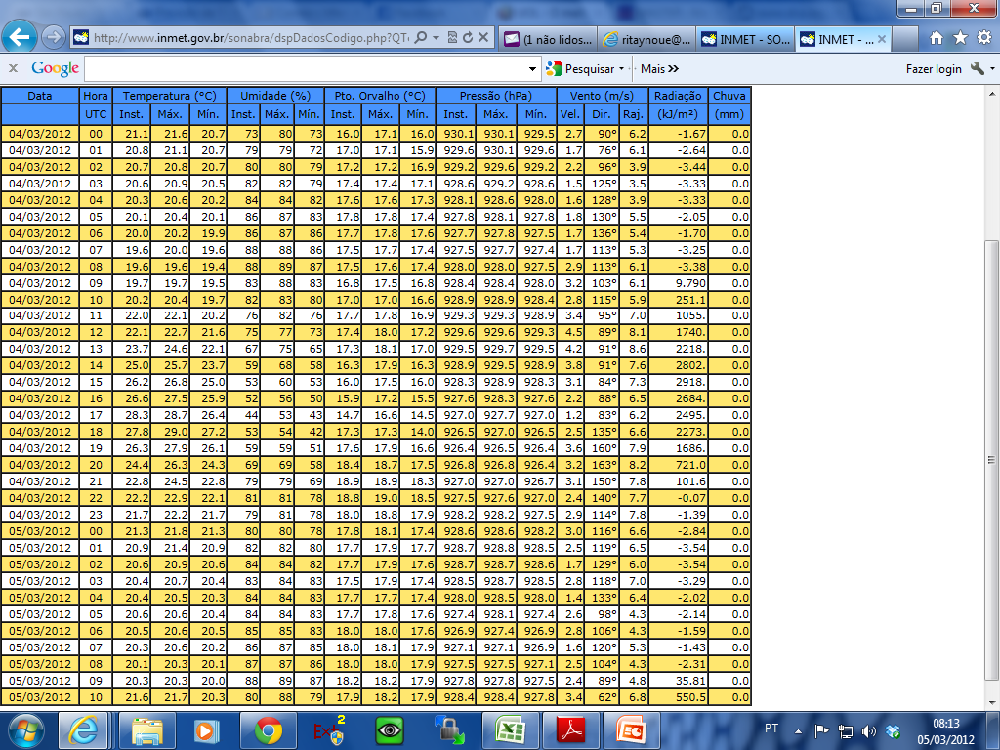 http://www.inmet.gov.br/sonabra/dspDadosCodigo.php?QT
(1 não lidos... ritaynoue@... INMET - SO... INMET - ...
x Google Pesquisar Mais Fazer login
Data Hora Temperatura (°C) Umidade (%) Pto. Orvalho (°C) Pressão (hPa) Vento (m/s) Radiação Chuva
UTC Inst. Máx. Mín. Inst. Máx. Mín. Inst. Máx. Mín. Inst. Máx. Mín. Vel. Dir. Raj. (kJ/m²) (mm)
04/03/2012 00 21.1 21.6 20.7 73 80 73 16.0 17.1 16.0 930.1 930.1 929.5 2.7 90° 6.2 -1.67 0.0
04/03/2012 01 20.8 21.1 20.7 79 79 72 17.0 17.1 15.9 929.6 930.1 929.6 1.7 76° 6.1 -2.64 0.0
04/03/2012 02 20.7 20.8 20.7 80 80 79 17.2 17.2 16.9 929.2 929.6 929.2 2.2 96° 3.9 -3.44 0.0
04/03/2012 03 20.6 20.9 20.5 82 82 79 17.4 17.4 17.1 928.6 929.2 928.6 1.5 125° 3.5 -3.33 0.0
04/03/2012 04 20.3 20.6 20.2 84 84 82 17.6 17.6 17.3 928.1 928.6 928.0 1.6 128° 3.9 -3.33 0.0
04/03/2012 05 20.1 20.4 20.1 86 87 83 17.8 17.8 17.4 927.8 928.1 927.8 1.8 130° 5.5 -2.05 0.0
04/03/2012 06 20.0 20.2 19.9 86 87 86 17.7 17.8 17.6 927.7 927.8 927.5 1.7 136° 5.4 -1.70 0.0
04/03/2012 07 19.6 20.0 19.6 88 88 86 17.5 17.7 17.4 927.5 927.7 927.4 1.7 113° 5.3 -3.25 0.0
04/03/2012 08 19.6 19.6 19.4 88 89 87 17.5 17.6 17.4 928.0 928.0 927.5 2.9 113° 6.1 -3.38 0.0
04/03/2012 09 19.7 19.7 19.5 83 88 83 16.8 17.5 16.8 928.4 928.4 928.0 3.2 103° 6.1 9.790 0.0
04/03/2012 10 20.2 20.4 19.7 82 83 80 17.0 17.0 16.6 928.9 928.9 928.4 2.8 115° 5.9 251.1 0.0
04/03/2012 11 22.0 22.1 20.2 76 82 76 17.7 17.8 16.9 929.3 929.3 928.9 3.4 95° 7.0 1055. 0.0
04/03/2012 12 22.1 22.7 21.6 75 77 73 17.4 18.0 17.2 929.6 929.6 929.3 4.5 89° 8.1 1740. 0.0
04/03/2012 13 23.7 24.6 22.1 67 75 65 17.3 18.1 17.0 929.5 929.7 929.5 4.2 91° 8.6 2218. 0.0
04/03/2012 14 25.0 25.7 23.7 59 68 58 16.3 17.9 16.3 928.9 929.5 928.9 3.8 91° 7.6 2802. 0.0
04/03/2012 15 26.2 26.8 25.0 53 60 53 16.0 17.5 16.0 928.3 928.9 928.3 3.1 84° 7.3 2918. 0.0
04/03/2012 16 26.6 27.5 25.9 52 56 50 15.9 17.2 15.5 927.6 928.3 927.6 2.2 88° 6.5 2684. 0.0
04/03/2012 17 28.3 28.7 26.4 44 53 43 14.7 16.6 14.5 927.0 927.7 927.0 1.2 83° 6.2 2495. 0.0
04/03/2012 18 27.8 29.0 27.2 53 54 42 17.3 17.3 14.0 926.5 927.0 926.5 2.5 135° 6.6 2273. 0.0
04/03/2012 19 26.3 27.9 26.1 59 59 51 17.6 17.9 16.6 926.4 926.5 926.4 3.6 160° 7.9 1686. 0.0
04/03/2012 20 24.4 26.3 24.3 69 69 58 18.4 18.7 17.5 926.8 926.8 926.4 3.2 163° 8.2 721.0 0.0
04/03/2012 21 22.8 24.5 22.8 79 79 69 18.9 18.9 18.3 927.0 927.0 926.7 3.1 150° 7.8 101.6 0.0
04/03/2012 22 22.2 22.9 22.1 81 81 78 18.8 19.0 18.5 927.5 927.6 927.0 2.4 140° 7.7 -0.07 0.0
04/03/2012 23 21.7 22.2 21.7 79 81 78 18.0 18.8 17.9 928.2 928.2 927.5 2.9 114° 7.8 -1.39 0.0
05/03/2012 00 21.3 21.8 21.3 80 80 78 17.8 18.1 17.4 928.6 928.6 928.2 3.0 116° 6.6 -2.84 0.0
05/03/2012 01 20.9 21.4 20.9 82 82 80 17.7 17.7 17.7 928.7 928.8 928.5 2.5 119° 6.5 -3.54 0.0
05/03/2012 02 20.6 20.9 20.6 84 84 82 17.7 17.9 17.6 928.7 928.7 928.6 1.7 129° 6.0 -3.54 0.0
05/03/2012 03 20.4 20.7 20.4 83 84 83 17.5 17.9 17.4 928.5 928.7 928.5 2.8 118° 7.0 -3.29 0.0
05/03/2012 04 20.4 20.5 20.3 84 84 83 17.7 17.7 17.4 928.0 928.5 928.0 1.4 133° 6.4 -2.02 0.0
05/03/2012 05 20.6 20.6 20.4 84 84 83 17.7 17.8 17.6 927.4 928.1 927.4 2.6 98° 4.3 -2.14 0.0
05/03/2012 06 20.5 20.6 20.5 85 85 83 18.0 18.0 17.6 926.9 927.4 926.9 2.8 106° 4.3 -1.59 0.0
05/03/2012 07 20.3 20.6 20.2 86 87 85 18.0 18.1 17.9 927.1 927.1 926.9 1.6 120° 5.3 -1.43 0.0
05/03/2012 08 20.1 20.3 20.1 87 87 86 18.0 18.0 17.9 927.5 927.5 927.1 2.5 104° 4.3 -2.31 0.0
05/03/2012 09 20.3 20.3 20.0 88 89 87 18.2 18.2 17.9 927.8 927.8 927.5 2.4 89° 4.8 35.81 0.0
05/03/2012 10 21.6 21.7 20.3 80 88 79 17.9 18.2 17.9 928.4 928.4 927.8 3.4 62° 6.8 550.5 0.0
PT 08:13
05/03/2012